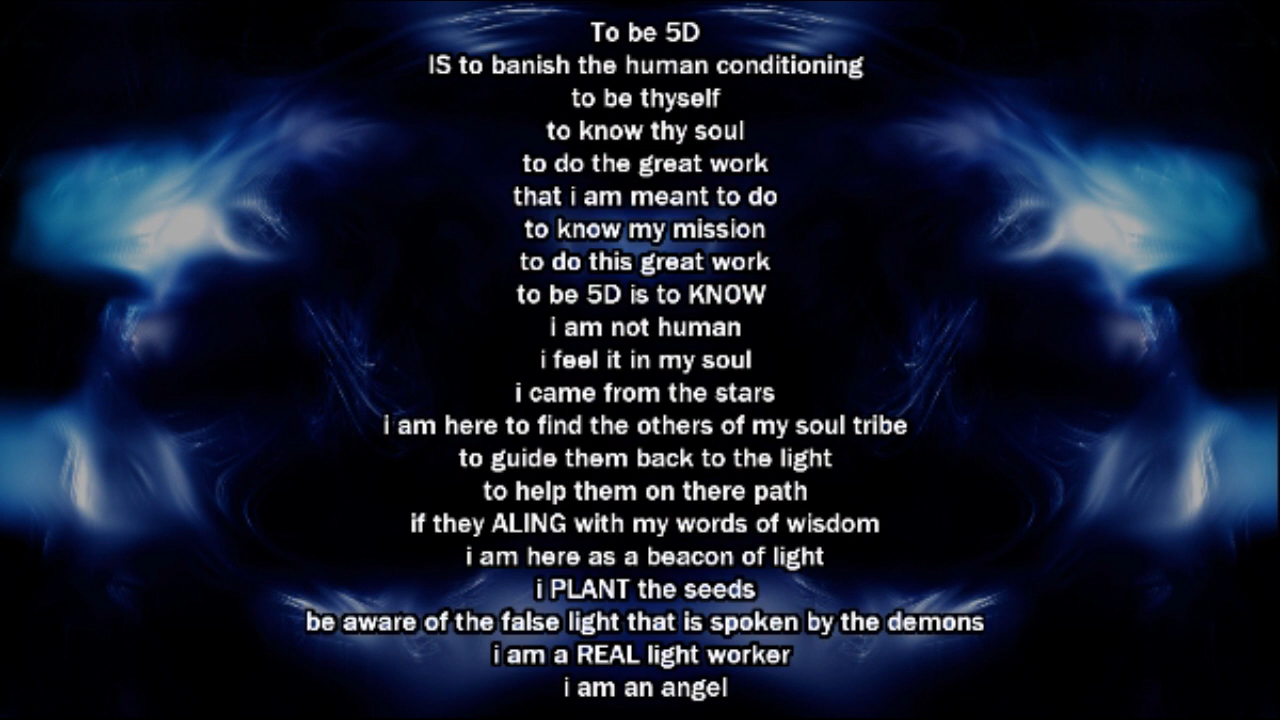 To be 5D
IS to banish the human conditioning
to be thyself
to know thy soul
to do the great work
that i am meant to do
to know my mission
to do this great work
to be 5D is to KNOW
i am not human
i feel it in my soul
i came from the stars
i am here to find the others of my soul tribe
to guide them back to the light
to help them on there path
if they ALING with my words of wisdom
i am here as a beacon of light
i PLANT the seeds
be aware of the false light that is spoken by the demons
i am a REAL light worker
i am an angel